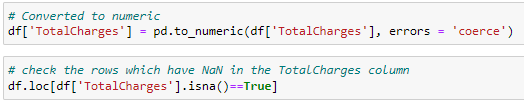 # Converted to numeric
df['TotalCharges'] = pd.to_numeric(df['TotalCharges'], errors = 'coerce')
# check the rows which have NaN in the TotalCharges column
df.loc[df['TotalCharges'].isna()==True]